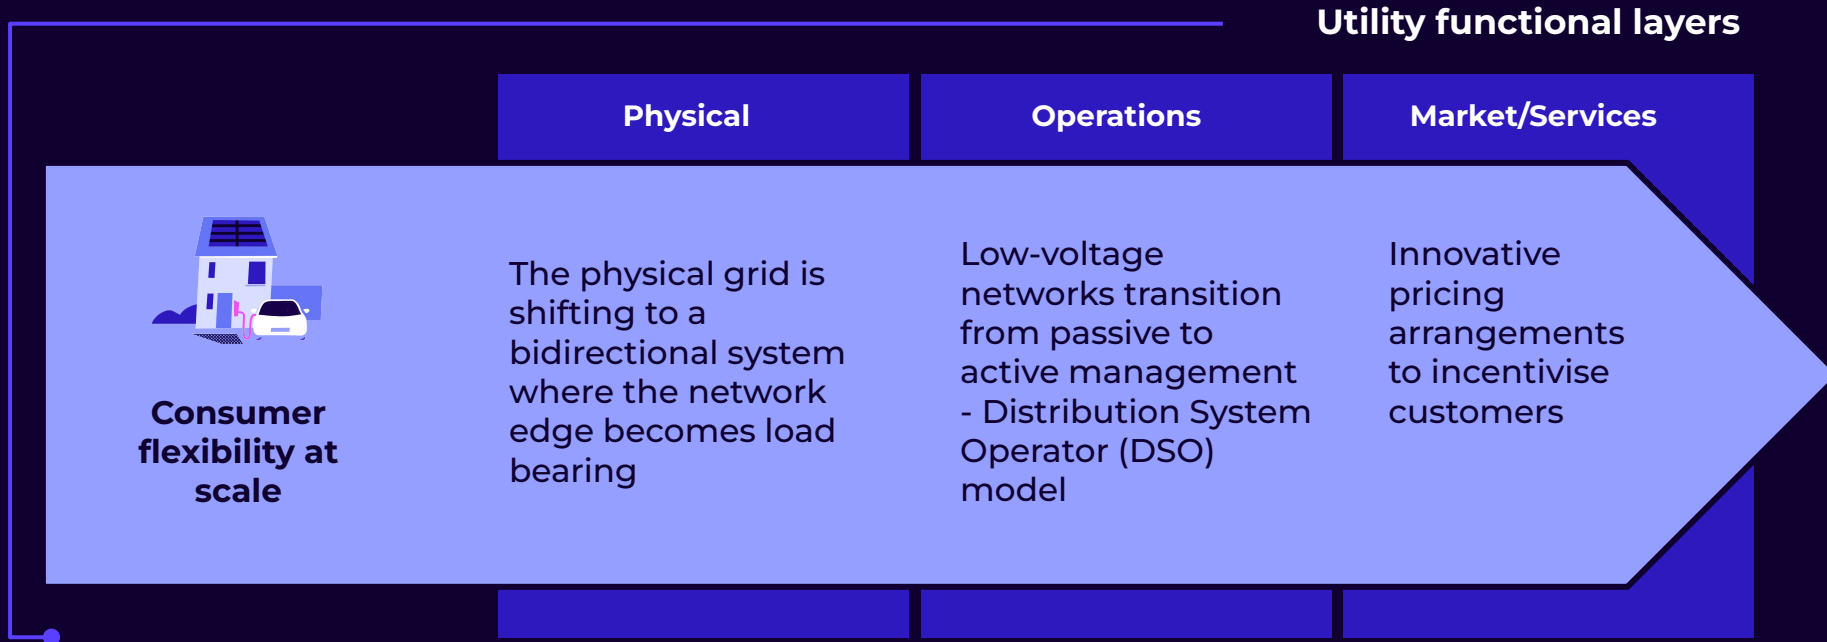 Utility functional layers
Physical
Operations
Market/Services
Consumer
flexibility at
scale
The physical grid is
shifting to a
bidirectional system
where the network
edge becomes load
bearing
Low-voltage
networks transition
from passive to
active management
- Distribution System
Operator (DSO)
model
Innovative
pricing
arrangements
to incentivise
customers